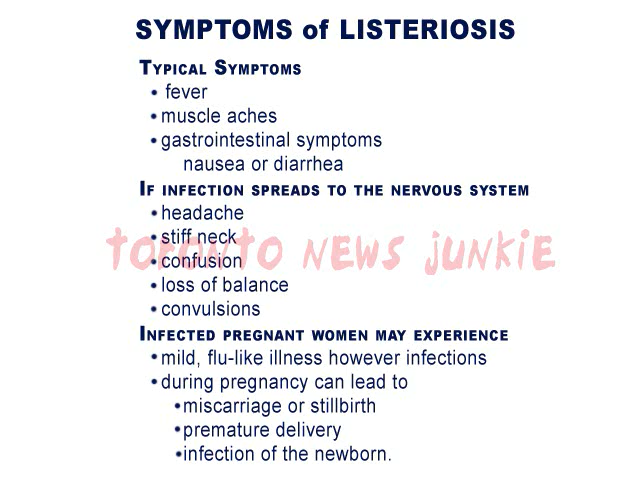 SYMPTOMS of LISTERIOSIS
TYPICAL SYMPTOMS
• fever
• muscle aches
• gastrointestinal symptoms
nausea or diarrhea
IF INFECTION SPREADS TO THE NERVOUS SYSTEM
• headache
• stiff neck
TORONTO NEWS JUNKIE
• confusion
• loss of balance
• convulsions
INFECTED PREGNANT WOMEN MAY EXPERIENCE
• mild, flu-like illness however infections
• during pregnancy can lead to
• miscarriage or stillbirth
• premature delivery
• infection of the newborn.